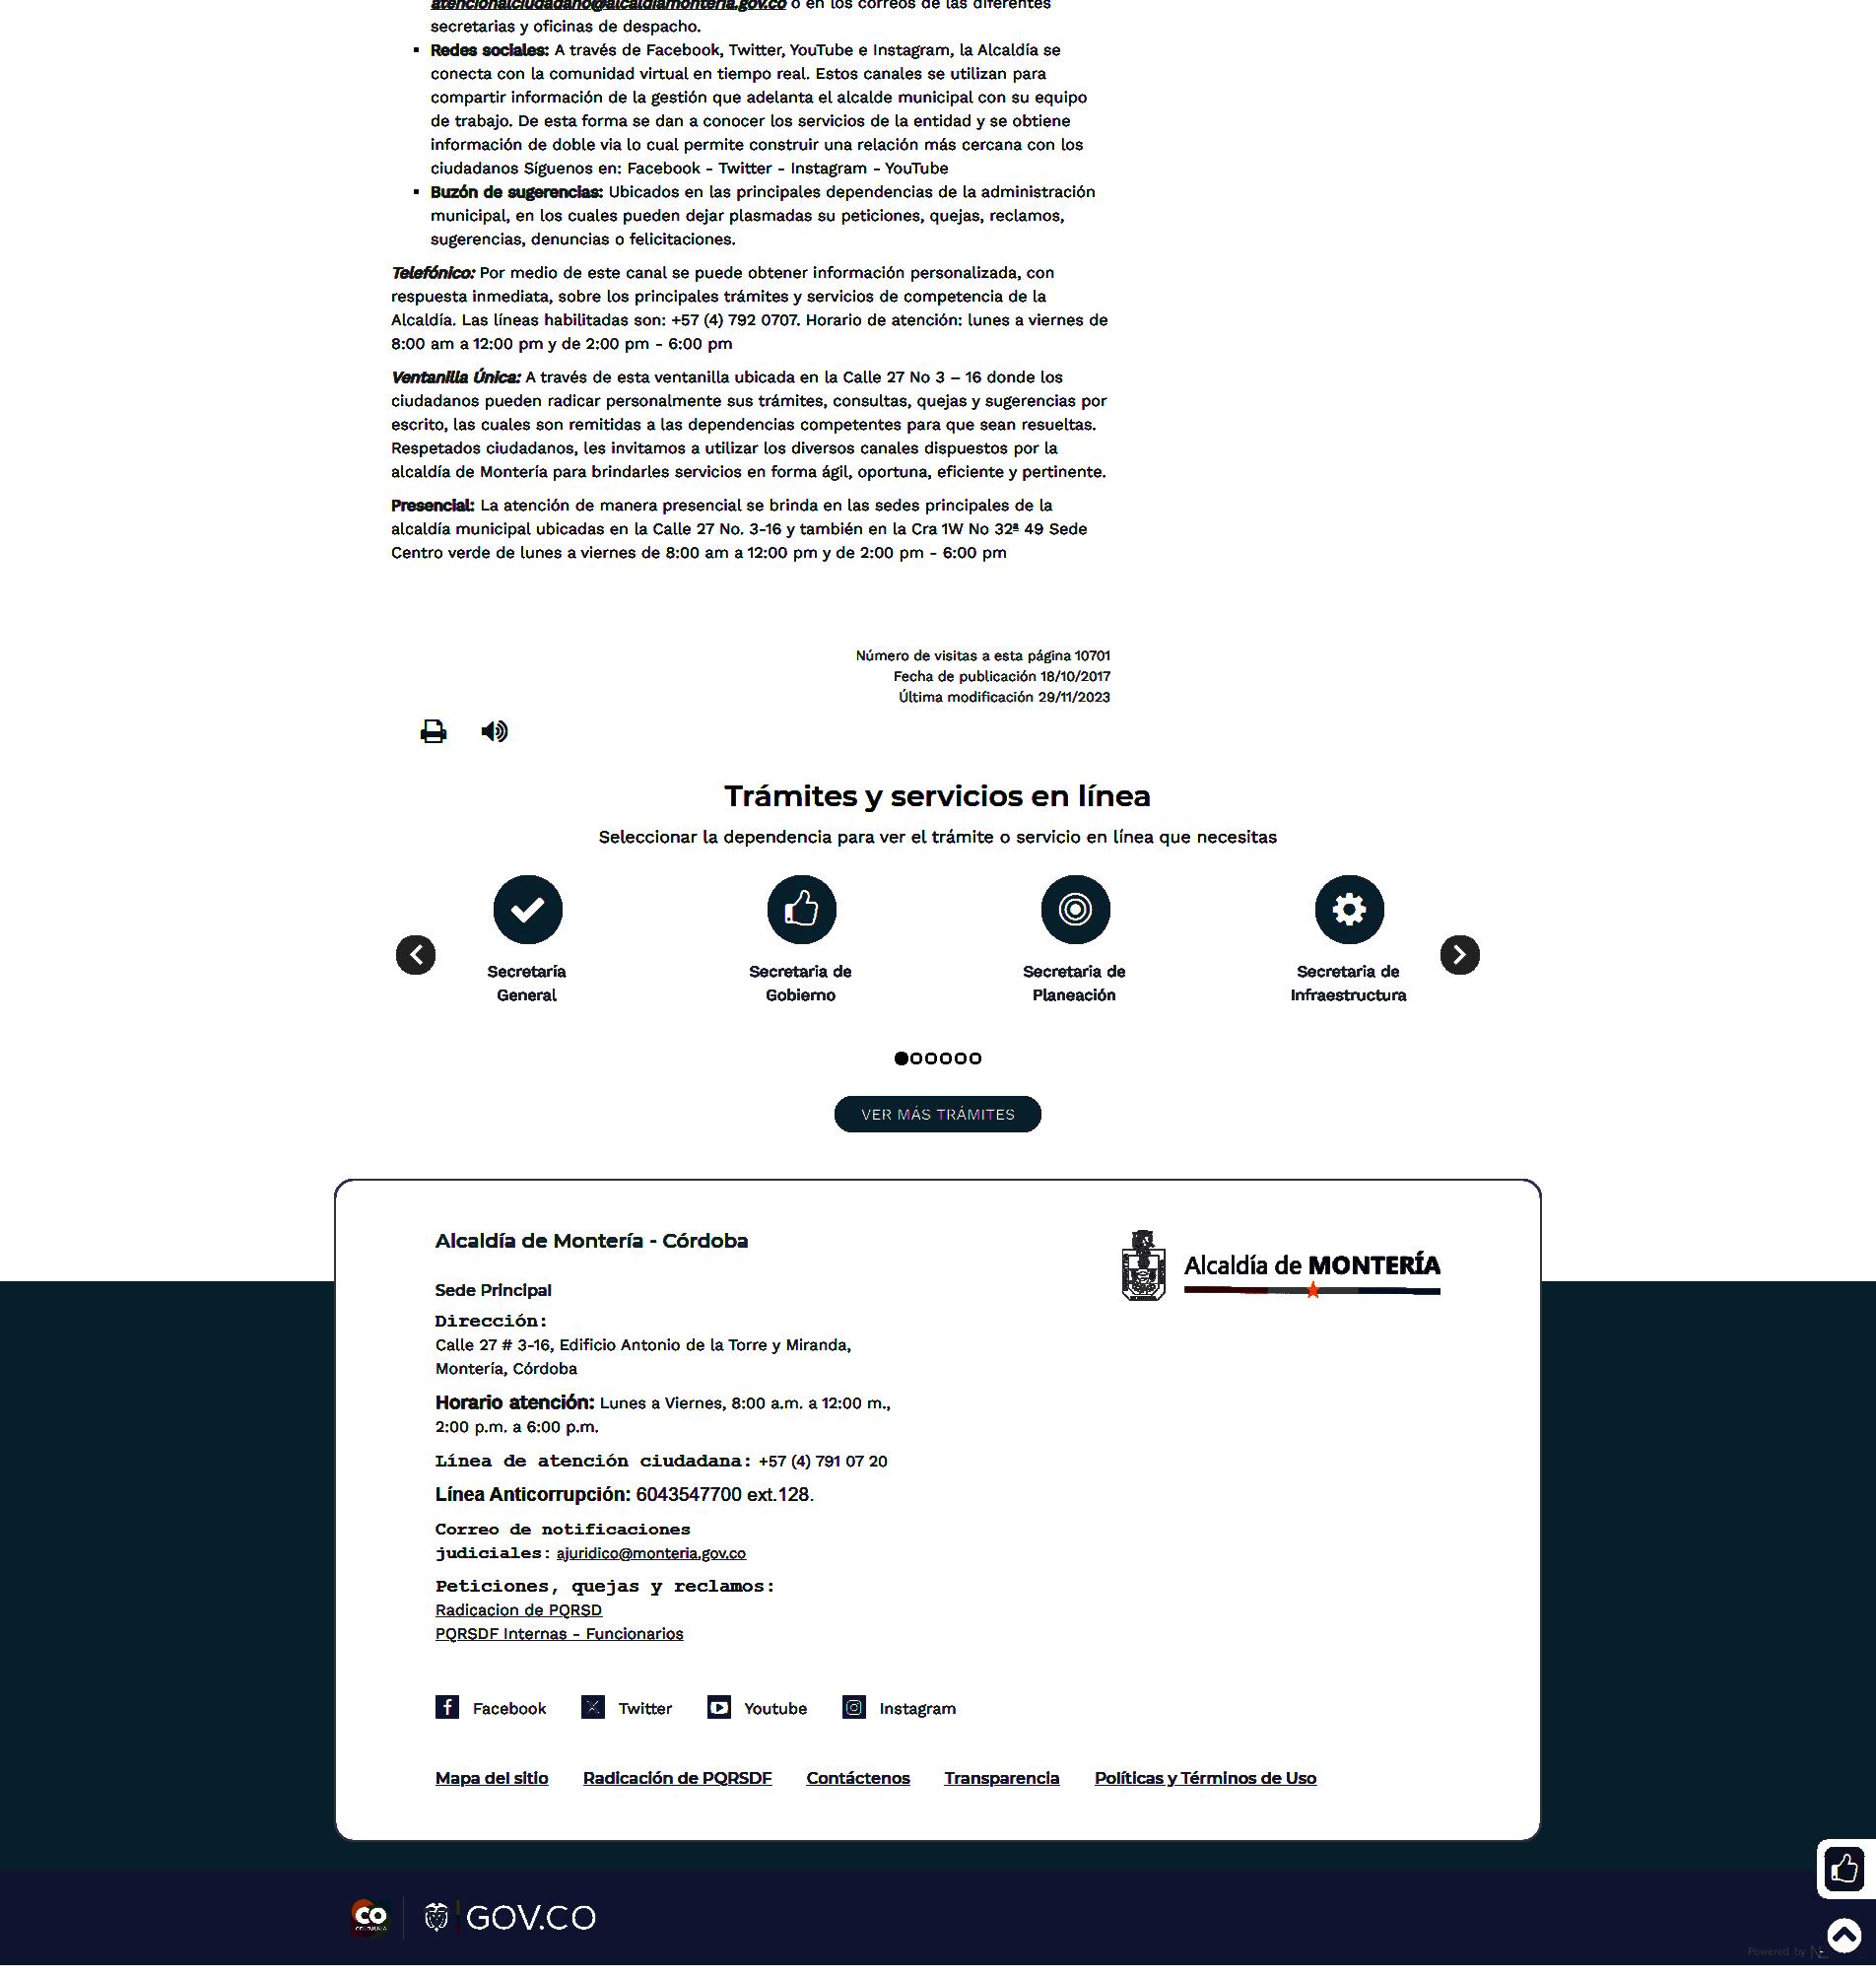 atencionalciudadano@alcaldiamonteria.gov.co o en los correos de las diferentes
secretarias y oficinas de despacho.
▪ Redes sociales: A través de Facebook, Twitter, YouTube e Instagram, la Alcaldía se
conecta con la comunidad virtual en tiempo real. Estos canales se utilizan para
compartir información de la gestión que adelanta el alcalde municipal con su equipo
de trabajo. De esta forma se dan a conocer los servicios de la entidad y se obtiene
información de doble via lo cual permite construir una relación más cercana con los
ciudadanos Síguenos en: Facebook - Twitter - Instagram - YouTube
▪ Buzón de sugerencias: Ubicados en las principales dependencias de la administración
municipal, en los cuales pueden dejar plasmadas su peticiones, quejas, reclamos,
sugerencias, denuncias o felicitaciones.
Telefónico: Por medio de este canal se puede obtener información personalizada, con
respuesta inmediata, sobre los principales trámites y servicios de competencia de la
Alcaldía. Las líneas habilitadas son: +57 (4) 792 0707. Horario de atención: lunes a viernes de
8:00 am a 12:00 pm y de 2:00 pm - 6:00 pm
Ventanilla Única: A través de esta ventanilla ubicada en la Calle 27 No 3 – 16 donde los
ciudadanos pueden radicar personalmente sus trámites, consultas, quejas y sugerencias por
escrito, las cuales son remitidas a las dependencias competentes para que sean resueltas.
Respetados ciudadanos, les invitamos a utilizar los diversos canales dispuestos por la
alcaldía de Montería para brindarles servicios en forma ágil, oportuna, eficiente y pertinente.
Presencial: La atención de manera presencial se brinda en las sedes principales de la
alcaldía municipal ubicadas en la Calle 27 No. 3-16 y también en la Cra 1W No 32ª 49 Sede
Centro verde de lunes a viernes de 8:00 am a 12:00 pm y de 2:00 pm - 6:00 pm
Número de visitas a esta página 10701
Fecha de publicación 18/10/2017
Última modificación 29/11/2023
Trámites y servicios en línea
Seleccionar la dependencia para ver el trámite o servicio en línea que necesitas
Secretaría
General
Secretaria de
Gobierno
Secretaria de
Planeación
Secretaria de
Infraestructura
VER MÁS TRÁMITES
Alcaldía de Montería - Córdoba
Alcaldía de MONTERÍA
Sede Principal
Dirección:
Calle 27 # 3-16, Edificio Antonio de la Torre y Miranda,
Montería, Córdoba
Horario atención: Lunes a Viernes, 8:00 a.m. a 12:00 m.,
2:00 p.m. a 6:00 p.m.
Línea de atención ciudadana: +57 (4) 791 07 20
Línea Anticorrupción: 6043547700 ext.128.
Correo de notificaciones
judiciales: ajuridico@monteria.gov.co
Peticiones, quejas y reclamos:
Radicacion de PQRSD
PQRSDF Internas - Funcionarios
Facebook Twitter Youtube Instagram
Mapa del sitio Radicación de PQRSDF Contáctenos Transparencia Políticas y Términos de Uso
CO
GOV.CO
Powered by